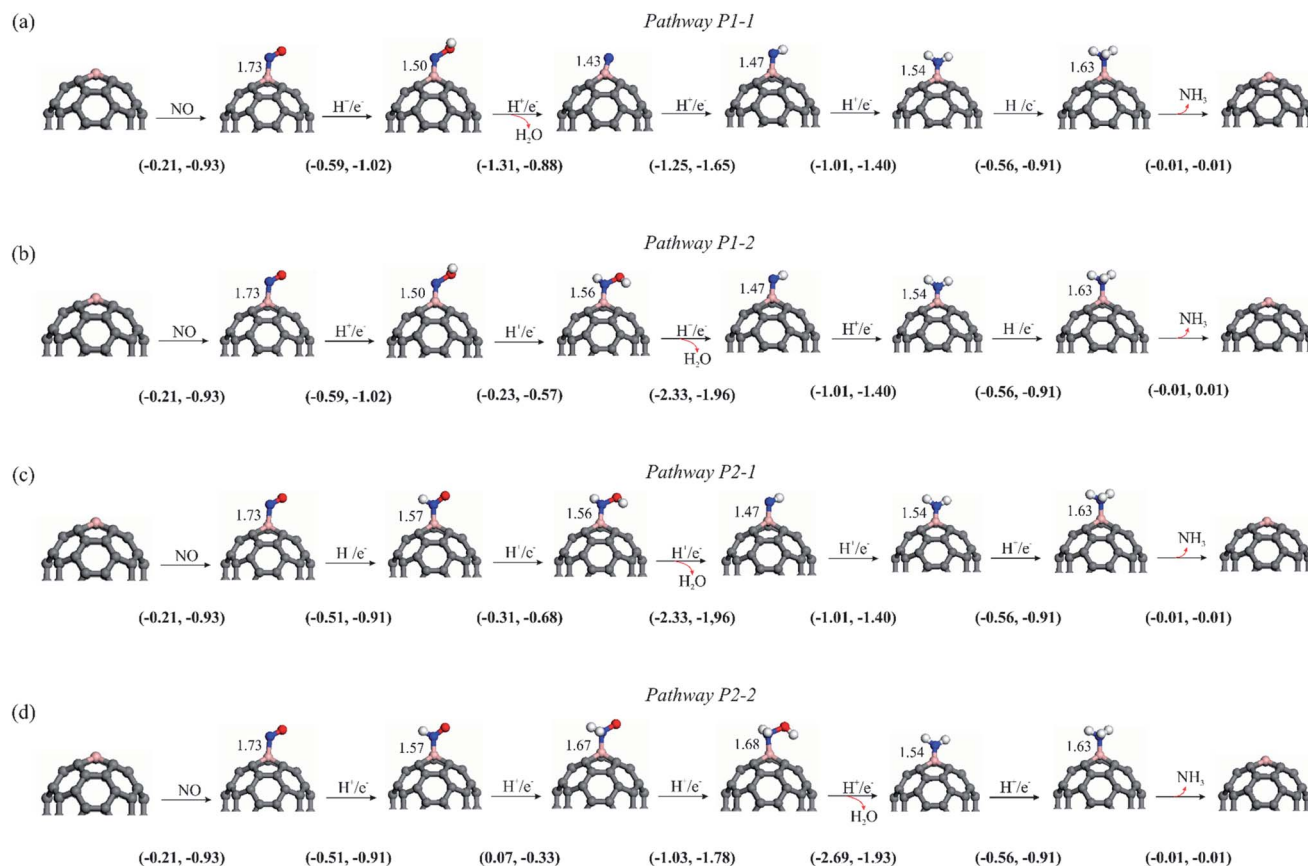 (a)
Pathway P1-1
1.73 1.50 1.43 1.47 1.54 1.63
NO H⁺/e⁻ H⁺/e⁻ H⁺/e⁻ H⁺/e⁻ H /e⁻ NH₃
H₂O
(-0.21, -0.93) (-0.59, -1.02) (-1.31, -0.88) (-1.25, -1.65) (-1.01, -1.40) (-0.56, -0.91) (-0.01, -0.01)
(b)
Pathway P1-2
1.73 1.50 1.56 1.47 1.54 1.63
NO H⁺/e⁻ H⁺/e⁻ H⁺/e⁻ H⁺/e⁻ H /e⁻ NH₃
H₂O
(-0.21, -0.93) (-0.59, -1.02) (-0.23, -0.57) (-2.33, -1.96) (-1.01, -1.40) (-0.56, -0.91) (-0.01, 0.01)
(c)
Pathway P2-1
1.73 1.57 1.56 1.47 1.54 1.63
NO H /e⁻ H⁺/e⁻ H⁺/e⁻ H⁺/e⁻ H⁺/e⁻ NH₃
H₂O
(-0.21, -0.93) (-0.51, -0.91) (-0.31, -0.68) (-2.33, -1,96) (-1.01, -1.40) (-0.56, -0.91) (-0.01, -0.01)
Pathway P2-2
(d)
1.73 1.57 1.67 1.68 1.54 1.63
NO H⁺/e⁻ H⁺/e⁻ H⁺/e⁻ H⁺/e⁻ H⁺/e⁻ NH₃
H₂O
(-0.21, -0.93) (-0.51, -0.91) (0.07, -0.33) (-1.03, -1.78) (-2.69, -1.93) (-0.56, -0.91) (-0.01, -0.01)